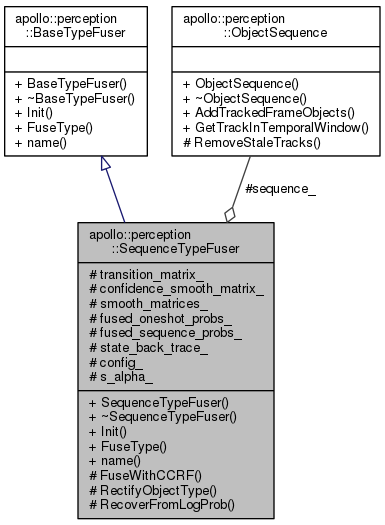 apollo::perception
::BaseTypeFuser
+ BaseTypeFuser()
+ ~BaseTypeFuser()
+ Init()
+ FuseType()
+ name()
apollo::perception
::ObjectSequence
+ ObjectSequence()
+ ~ObjectSequence()
+ AddTrackedFrameObjects()
+ GetTrackInTemporalWindow()
# RemoveStaleTracks()
#sequence_
apollo::perception
::SequenceTypeFuser
# transition_matrix_
# confidence_smooth_matrix_
# smooth_matrices_
# fused_oneshot_probs_
# fused_sequence_probs_
# state_back_trace_
# config_
# s_alpha_
+ SequenceTypeFuser()
+ ~SequenceTypeFuser()
+ Init()
+ FuseType()
+ name()
# FuseWithCCRF()
# RectifyObjectType()
# RecoverFromLogProb()